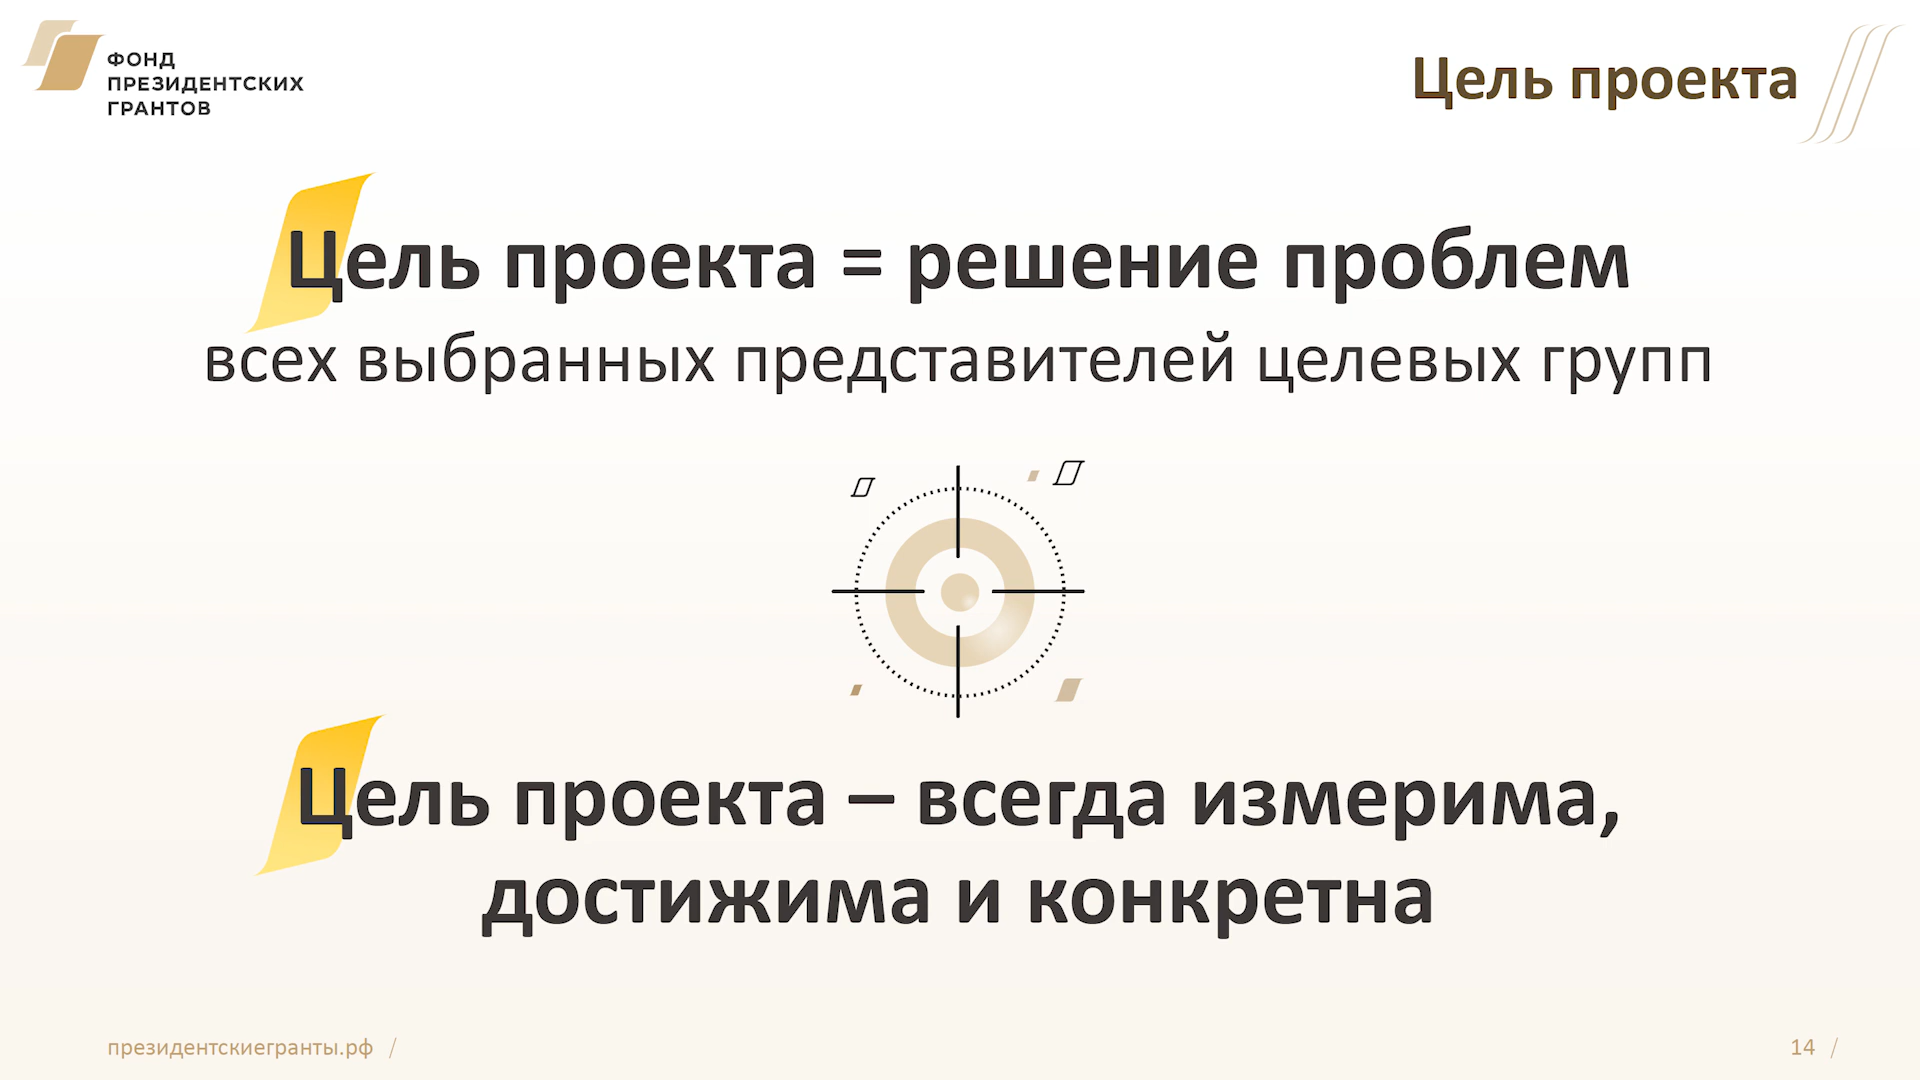 ФОНД
ПРЕЗИДЕНТСКИХ
ГРАНТОВ
Цель проекта
Цель проекта = решение проблем
всех выбранных представителей целевых групп
Цель проекта – всегда измерима,
достижима и конкретна
президентскиегранты.рф /
14 /